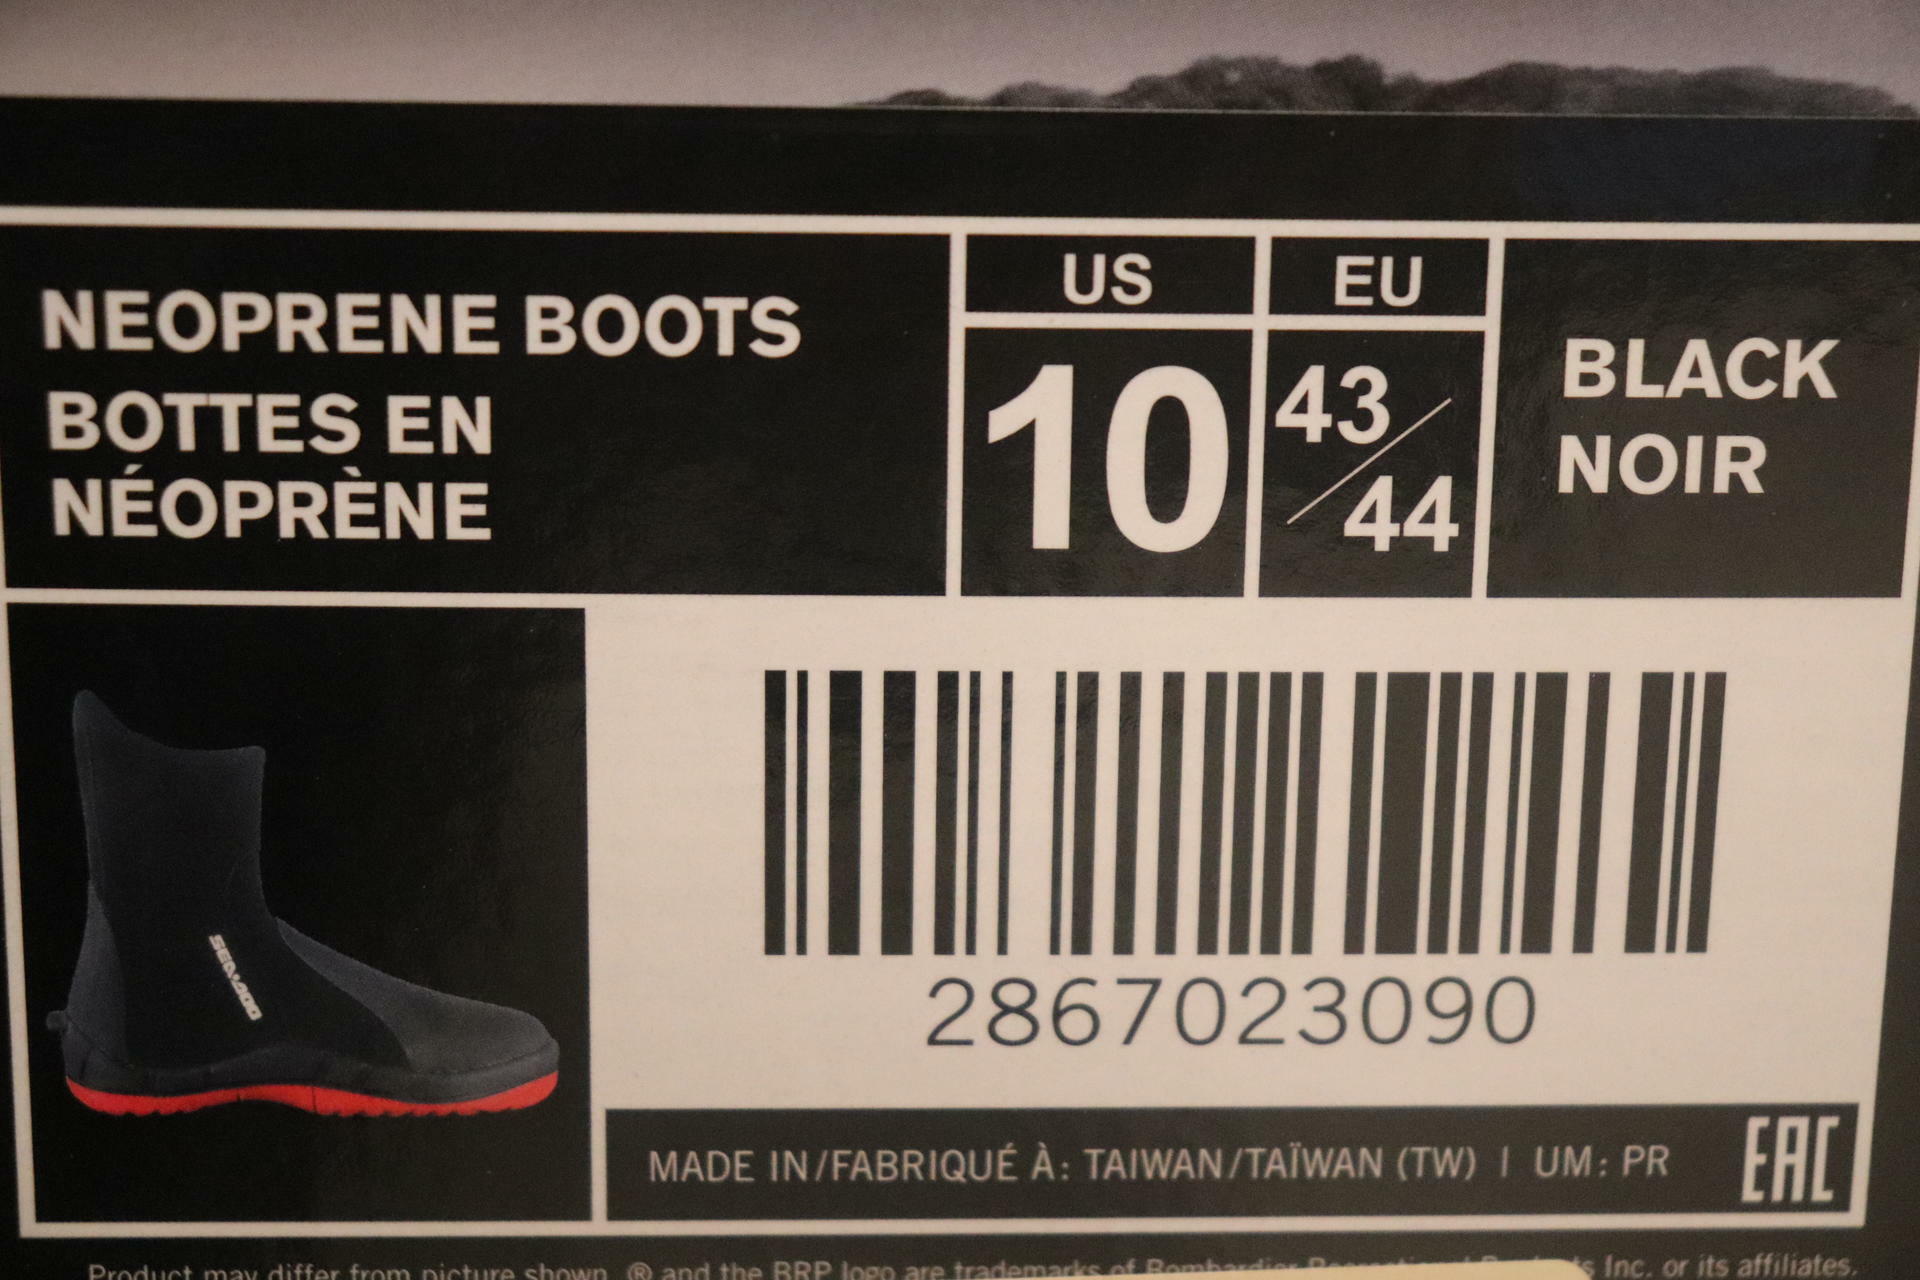 NEOPRENE BOOTS
BOTTES EN
NÉOPRÈNE
US
10
EU
43/44
BLACK
NOIR
SEA-DOO
2867023090
MADE IN/FABRIQUÉ À: TAIWAN/TAÏWAN (TW) | UM: PR
EAC
Product may differ from picture shown. ® and the BRP logo are trademarks of Bombardier Recreational Products Inc. or its affiliates.